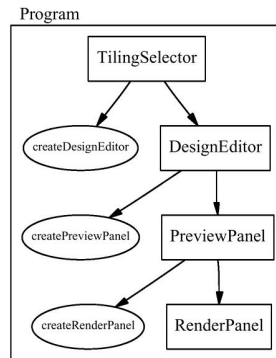 Program
TilingSelector
createDesignEditor
DesignEditor
createPreviewPanel
PreviewPanel
createRenderPanel
RenderPanel